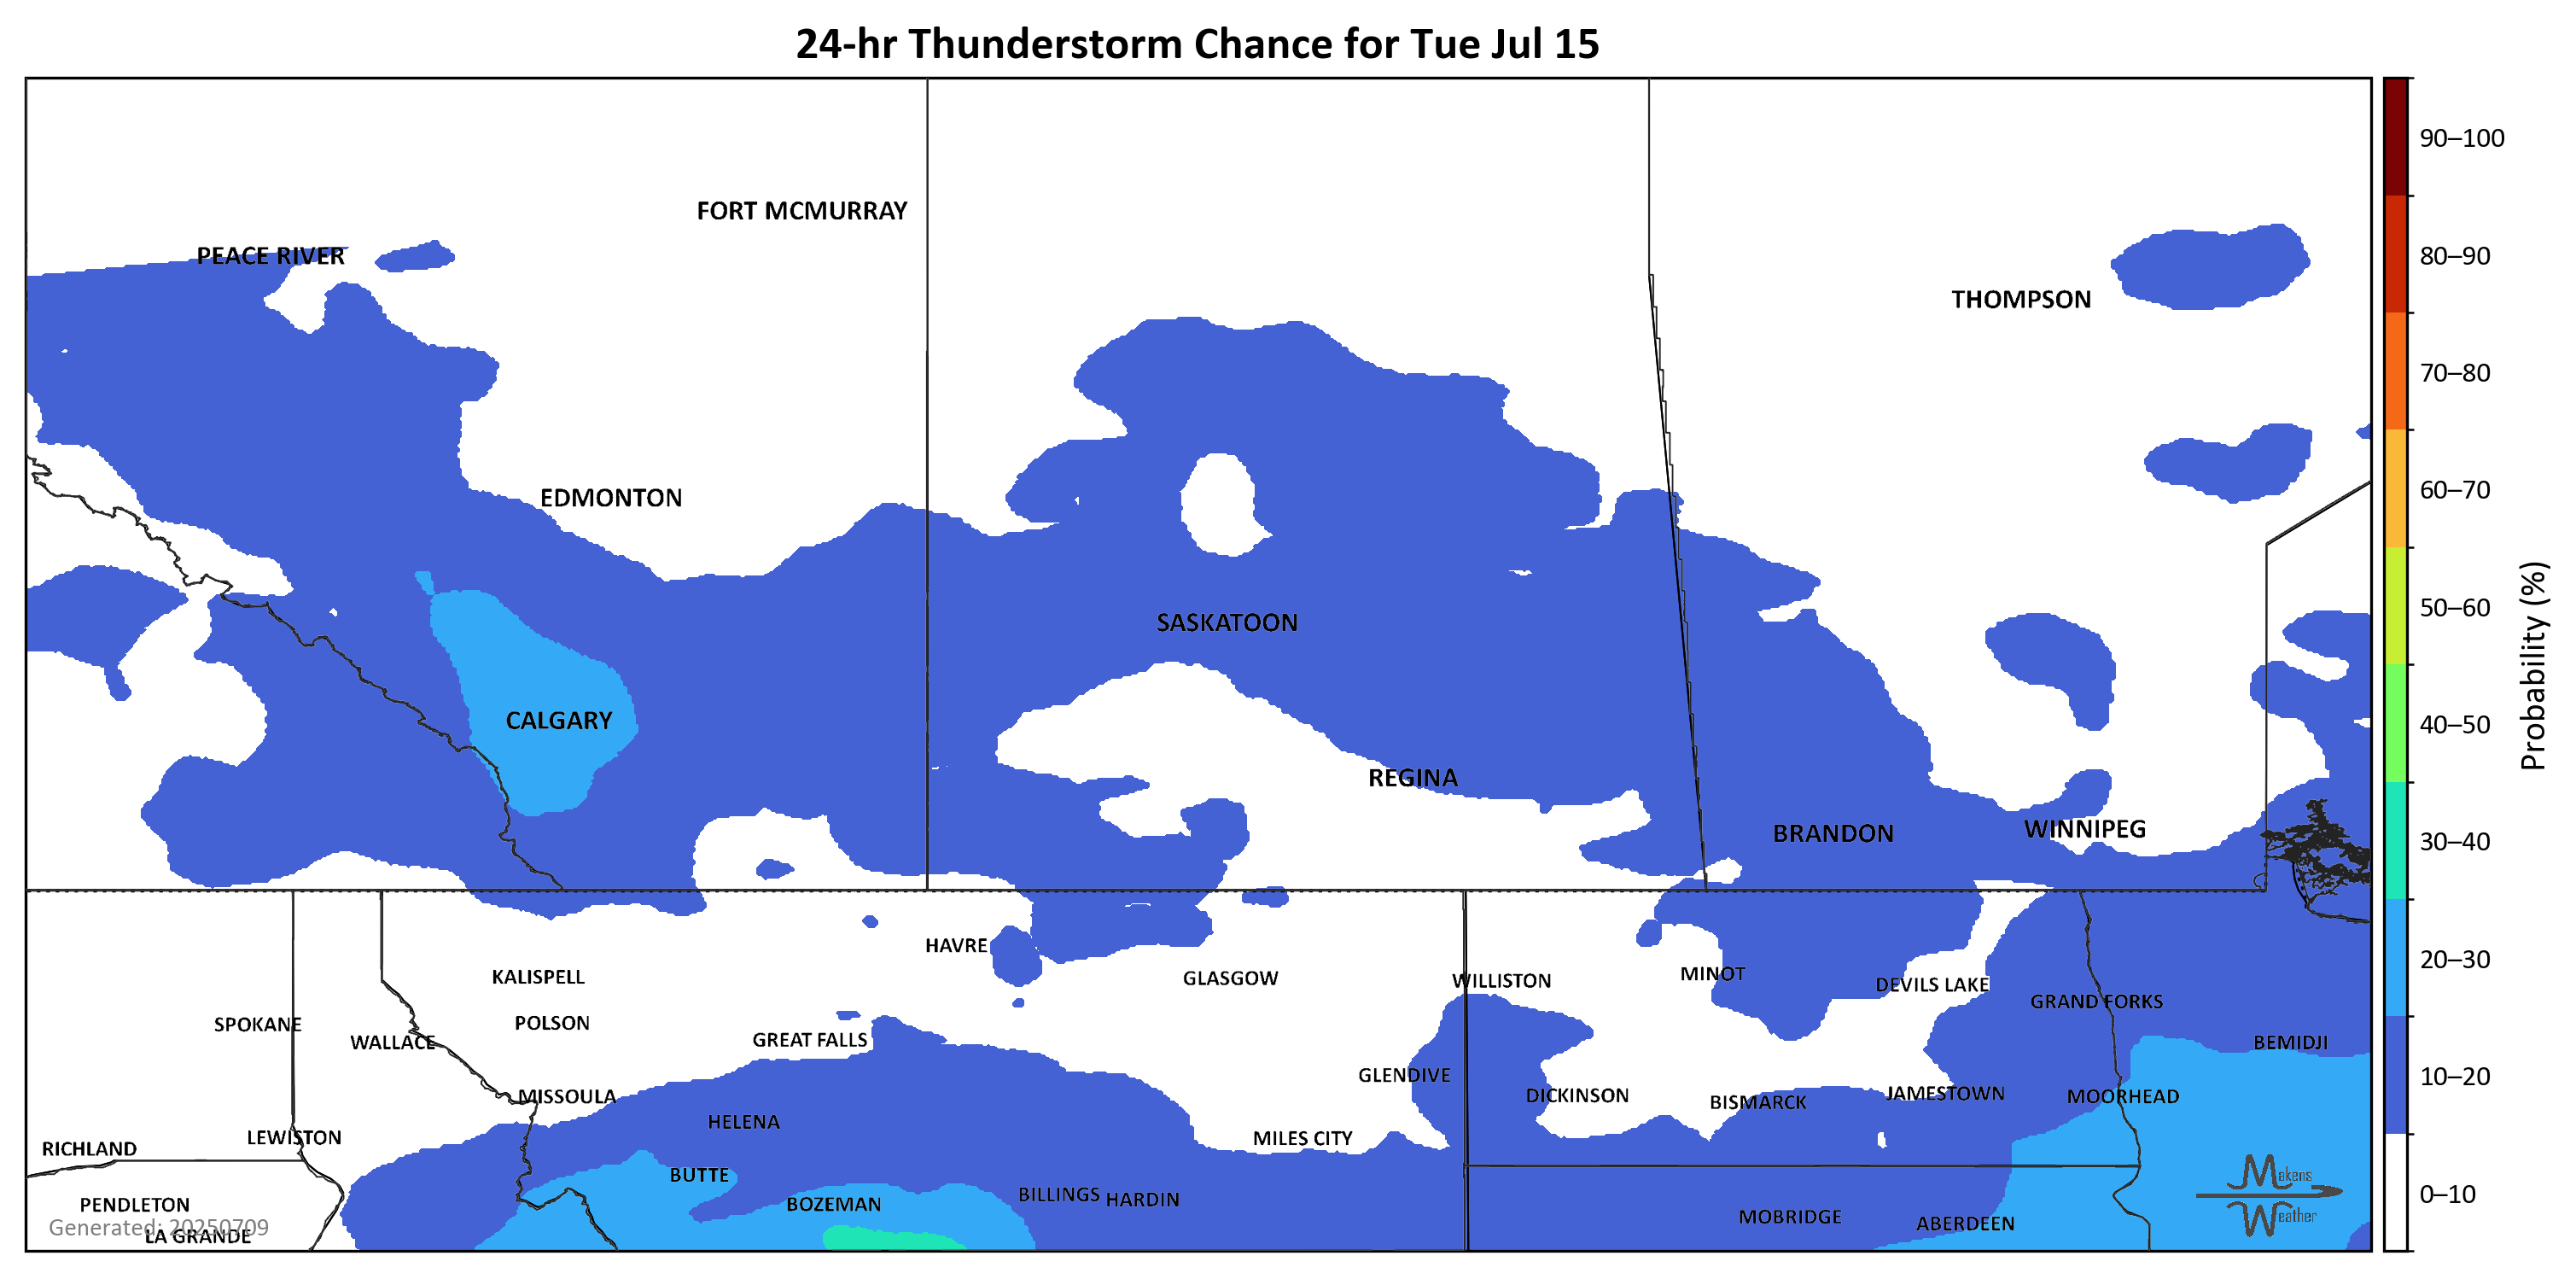 24-hr Thunderstorm Chance for Tue Jul 15
90–100
FORT MCMURRAY
PEACE RIVER
80–90
THOMPSON
70–80
EDMONTON
60–70
50–60
SASKATOON
Probability (%)
CALGARY
40–50
REGINA
BRANDON
WINNIPEG
30–40
HAVRE
20–30
KALISPELL
GLASGOW
WILLISTON
MINOT
DEVILS LAKE
GRAND FORKS
SPOKANE
POLSON
WALLACE
GREAT FALLS
BEMIDJI
GLENDIVE
10–20
MISSOULA
DICKINSON
BISMARCK
JAMESTOWN
MOORHEAD
HELENA
LEWISTON
MILES CITY
RICHLAND
BUTTE
Makens
Weather
0–10
PENDLETON
BOZEMAN
BILLINGS
HARDIN
MOBRIDGE
ABERDEEN
Generated: 20250709
LA GRANDE